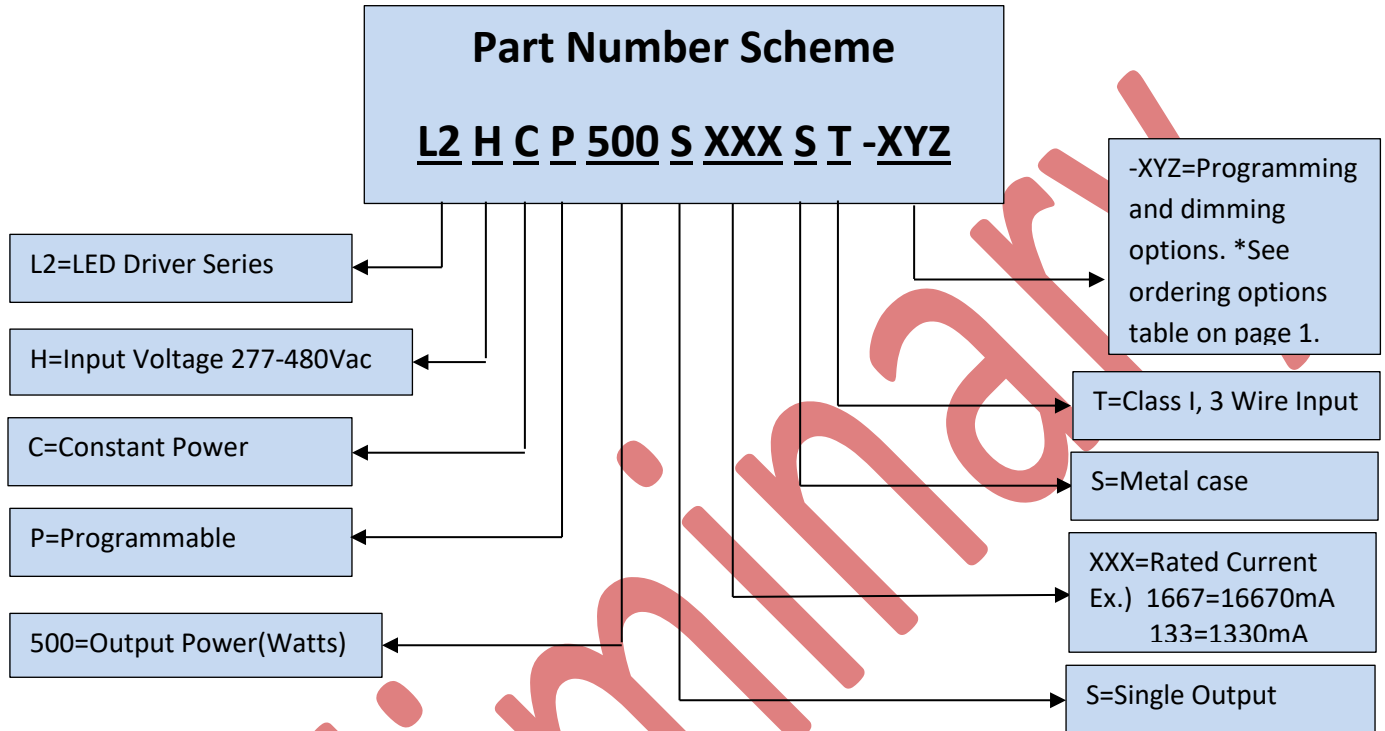 Part Number Scheme
L2 H C P 500 S XXX S T -XYZ
L2=LED Driver Series
H=Input Voltage 277-480Vac
C=Constant Power
P=Programmable
500=Output Power(Watts)
-XYZ=Programming
and dimming
options. *See
ordering options
table on page 1.
T=Class I, 3 Wire Input
S=Metal case
XXX=Rated Current
Ex.) 1667=16670mA
133=1330mA
S=Single Output